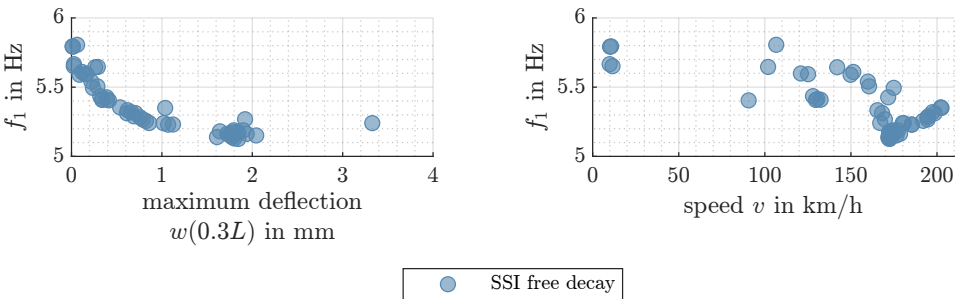 6
5.5
5
f₁ in Hz
0 1 2 3 4
maximum deflection
w(0.3L) in mm
6
5.5
5
f₁ in Hz
0 50 100 150 200
speed v in km/h
SSI free decay